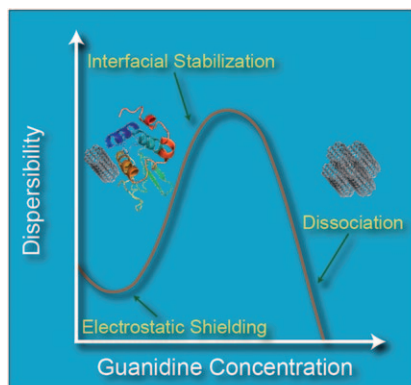 Interfacial Stabilization
Dispersibility
Dissociation
Electrostatic Shielding
Guanidine Concentration